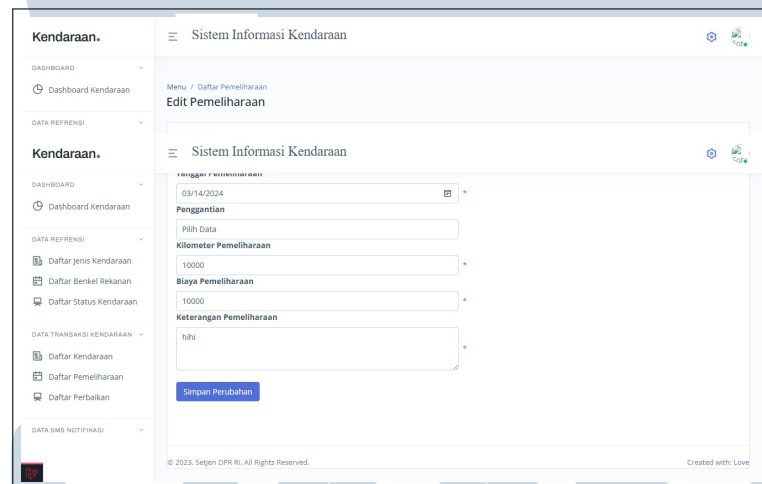 Kendaraan.
Sistem Informasi Kendaraan
DASHBOARD
Dashboard Kendaraan
Menu / Daftar Pemeliharaan
Edit Pemeliharaan
DATA REFRENSI
Kendaraan.
Sistem Informasi Kendaraan
DASHBOARD
Dashboard Kendaraan
DATA REFRENSI
Daftar Jenis Kendaraan
Daftar Benkel Rekanan
Daftar Status Kendaraan
DATA TRANSAKSI KENDARAAN
Daftar Kendaraan
Daftar Pemeliharaan
Daftar Perbaikan
DATA SMS NOTIFIKASI
Tanggal Pemeliharaan
03/14/2024 *
Penggantian
Pilih Data
Kilometer Pemeliharaan
10000 *
Biaya Pemeliharaan
10000 *
Keterangan Pemeliharaan
hihi *
Simpan Perubahan
© 2023. Setjen DPR RI. All Rights Reserved.
Created with: Love